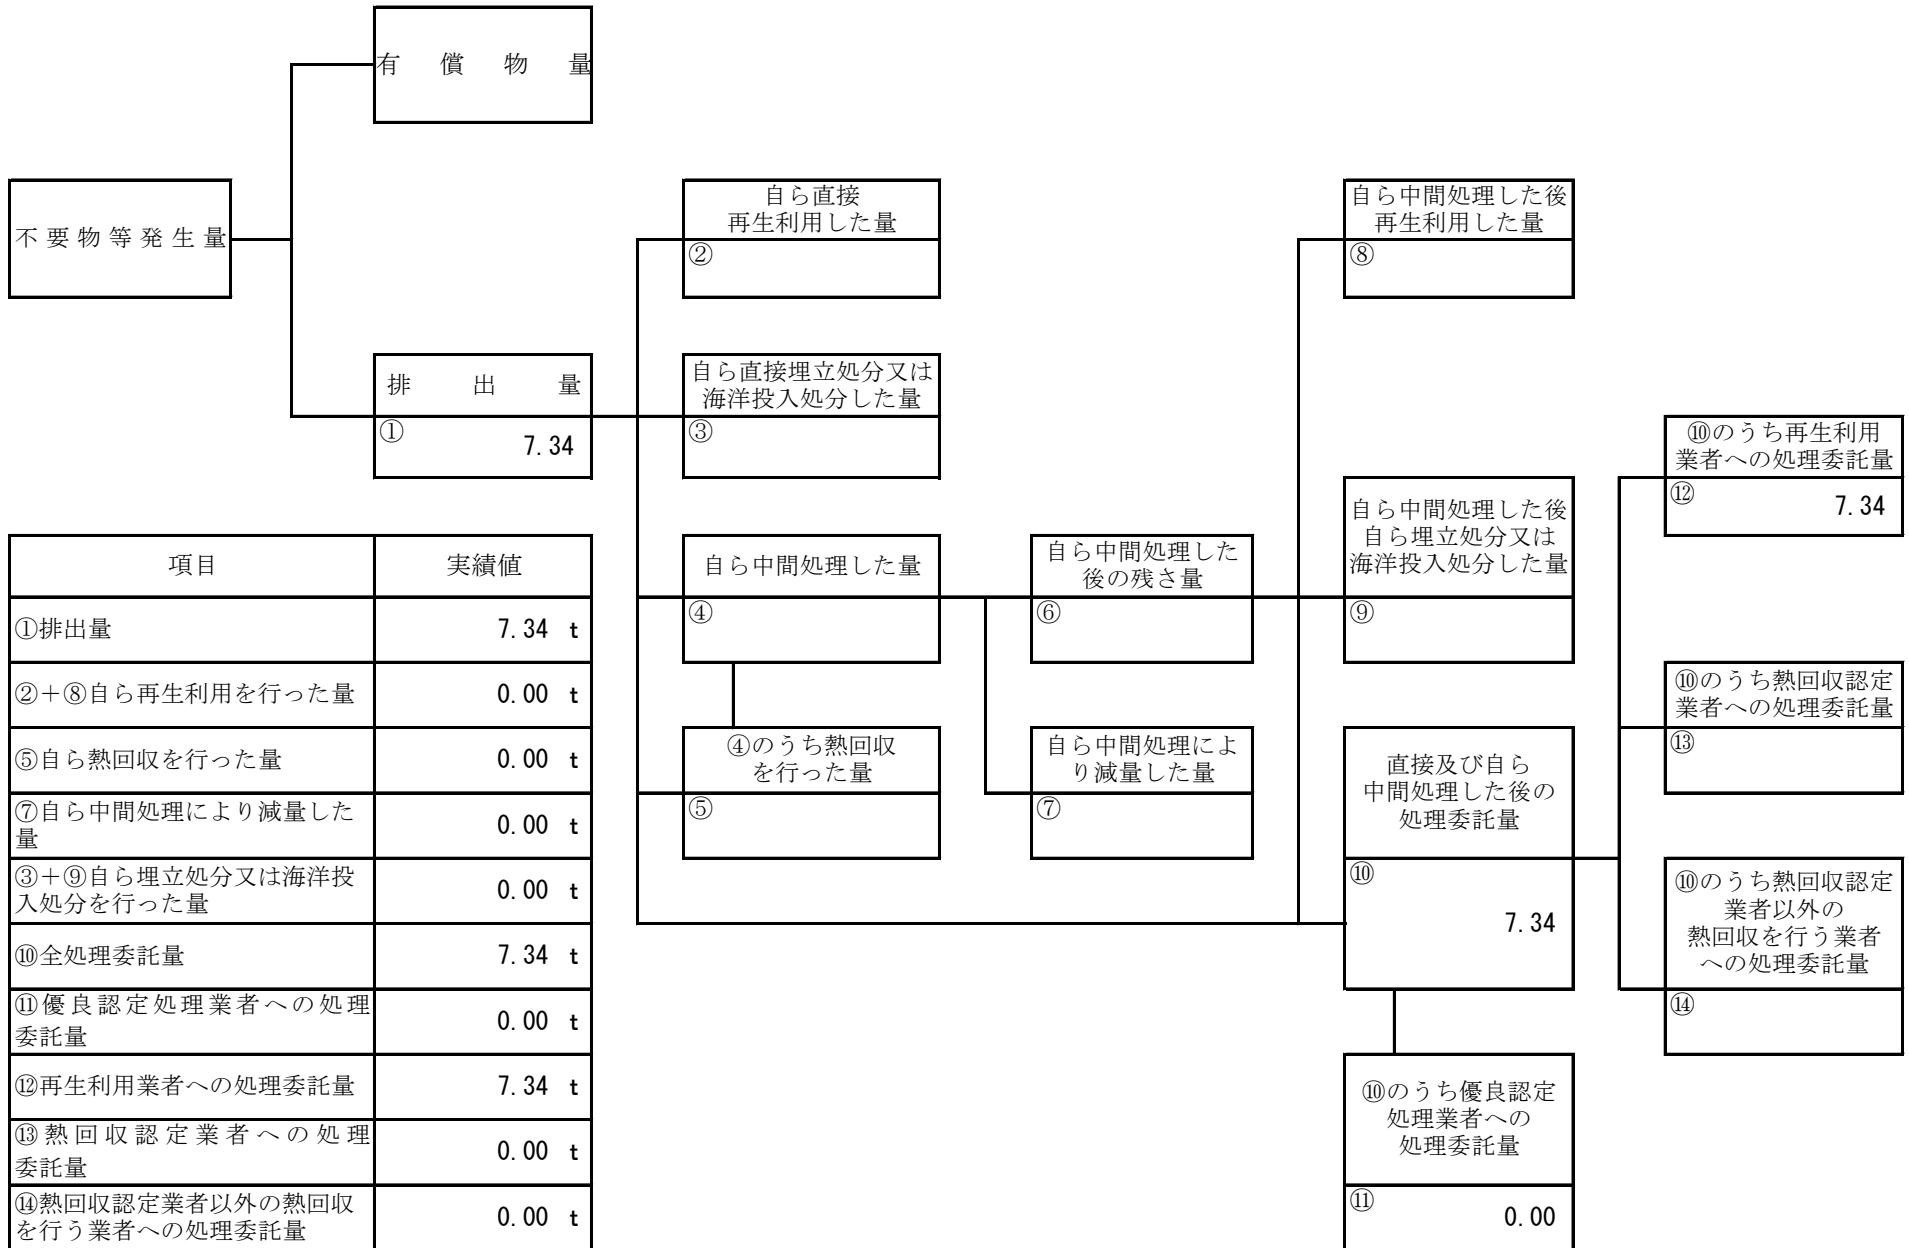 有償物量
不要物等発生量
排出量
①
7.34
自ら直接
再生利用した量
②
自ら直接埋立処分又は
海洋投入処分した量
③
自ら中間処理した量
④
④のうち熱回収
を行った量
⑤
自ら中間処理した
後の残さ量
⑥
自ら中間処理によ
り減量した量
⑦
自ら中間処理した後
再生利用した量
⑧
自ら中間処理した後
自ら埋立処分又は
海洋投入処分した量
⑨
直接及び自ら
中間処理した後の
処理委託量
⑩
7.34
⑩のうち優良認定
処理業者への
処理委託量
⑪
0.00
⑩のうち再生利用
業者への処理委託量
⑫
7.34
⑩のうち熱回収認定
業者への処理委託量
⑬
⑩のうち熱回収認定
業者以外の
熱回収を行う業者
への処理委託量
⑭
項目 実績値
①排出量 7.34 t
②＋⑧自ら再生利用を行った量 0.00 t
⑤自ら熱回収を行った量 0.00 t
⑦自ら中間処理により減量した
量 0.00 t
③＋⑨自ら埋立処分又は海洋投
入処分を行った量 0.00 t
⑩全処理委託量 7.34 t
⑪優良認定処理業者への処理
委託量 0.00 t
⑫再生利用業者への処理委託量 7.34 t
⑬熱回収認定業者への処理
委託量 0.00 t
⑭熱回収認定業者以外の熱回収
を行う業者への処理委託量 0.00 t